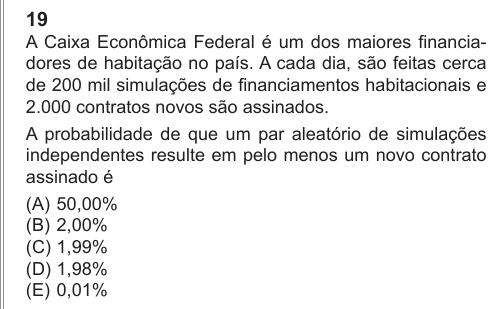 19
A Caixa Econômica Federal é um dos maiores financia-
dores de habitação no país. A cada dia, são feitas cerca
de 200 mil simulações de financiamentos habitacionais e
2.000 contratos novos são assinados.
A probabilidade de que um par aleatório de simulações
independentes resulte em pelo menos um novo contrato
assinado é
(A) 50,00%
(B) 2,00%
(C) 1,99%
(D) 1,98%
(E) 0,01%